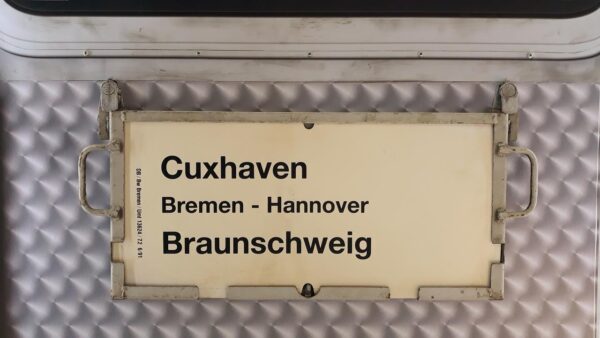 Cuxhaven
Bremen - Hannover
Braunschweig